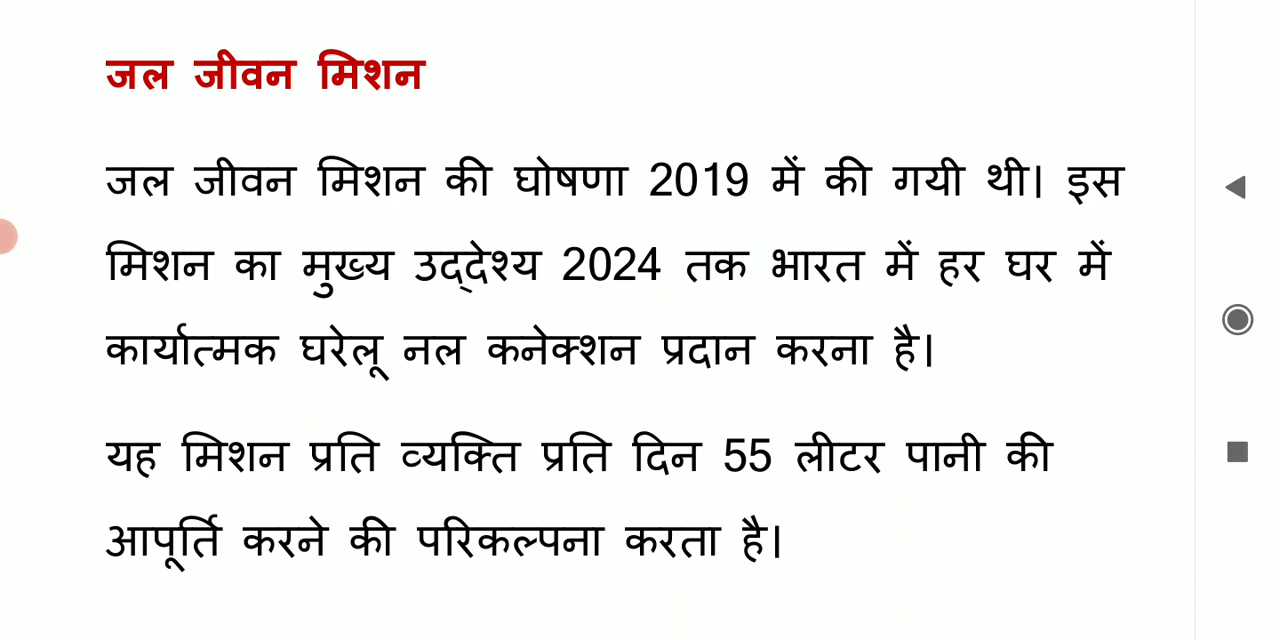 जल जीवन मिशन
जल जीवन मिशन की घोषणा 2019 में की गयी थी। इस
मिशन का मुख्य उद्देश्य 2024 तक भारत में हर घर में
कार्यात्मक घरेलू नल कनेक्शन प्रदान करना है।
यह मिशन प्रति व्यक्ति प्रति दिन 55 लीटर पानी की
आपूर्ति करने की परिकल्पना करता है।